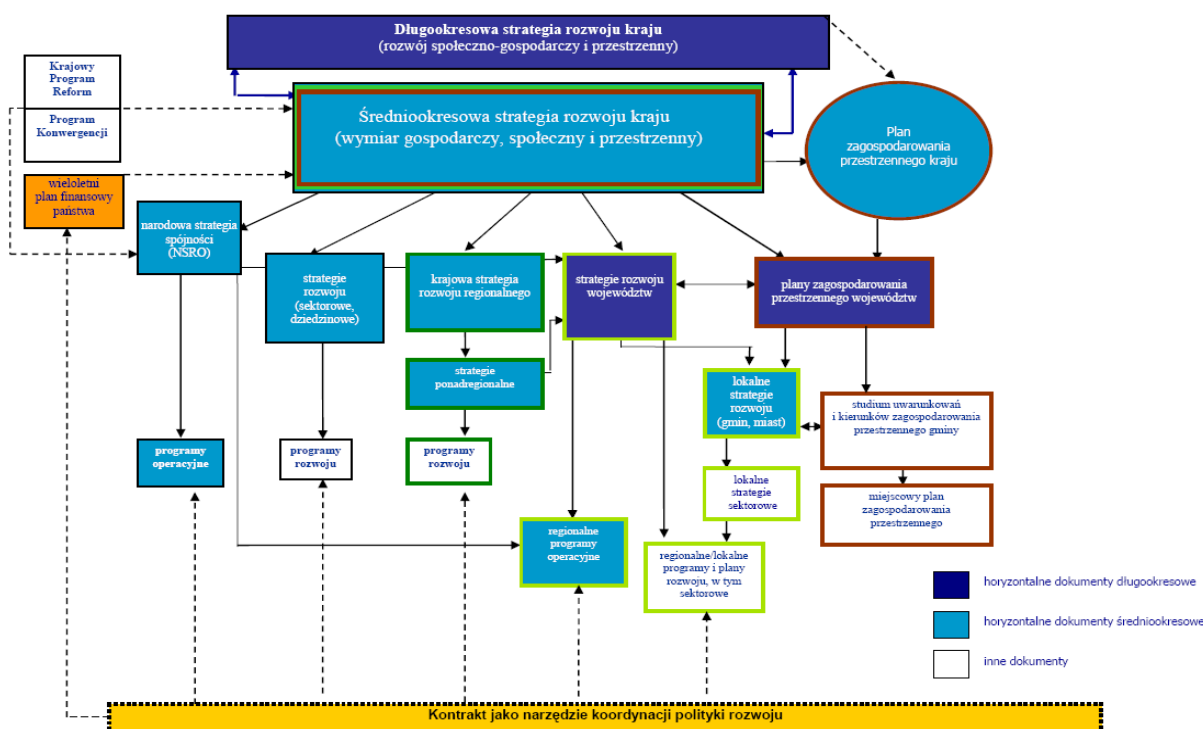 Długookresowa strategia rozwoju kraju
(rozwój społeczno-gospodarczy i przestrzenny)
Krajowy
Program
Reform
Program
Konwergencji
Średniookresowa strategia rozwoju kraju
(wymiar gospodarczy, społeczny i przestrzenny)
Plan
zagospodarowania
przestrzennego kraju
wieloletni
plan finansowy
państwa
narodowa strategia
spójności
(NSRO)
strategie
rozwoju
(sektorowe,
dziedzinowe)
krajowa strategia
rozwoju regionalnego
strategie rozwoju
województw
plany zagospodarowania
przestrzennego województw
strategie
ponadregionalne
lokalne
strategie
rozwoju
(gmin, miast)
studium uwarunkowań
i kierunków zagospodarowania
przestrzennego gminy
programy
operacyjne
programy
rozwoju
programy
rozwoju
lokalne
strategie
sektorowe
miejscowy plan
zagospodarowania
przestrzennego
regionalne
programy
operacyjne
regionalne/lokalne
programy i plany
rozwoju, w tym
sektorowe
horyzontalne dokumenty długookresowe
horyzontalne dokumenty średniookresowe
inne dokumenty
Kontrakt jako narzędzie koordynacji polityki rozwoju